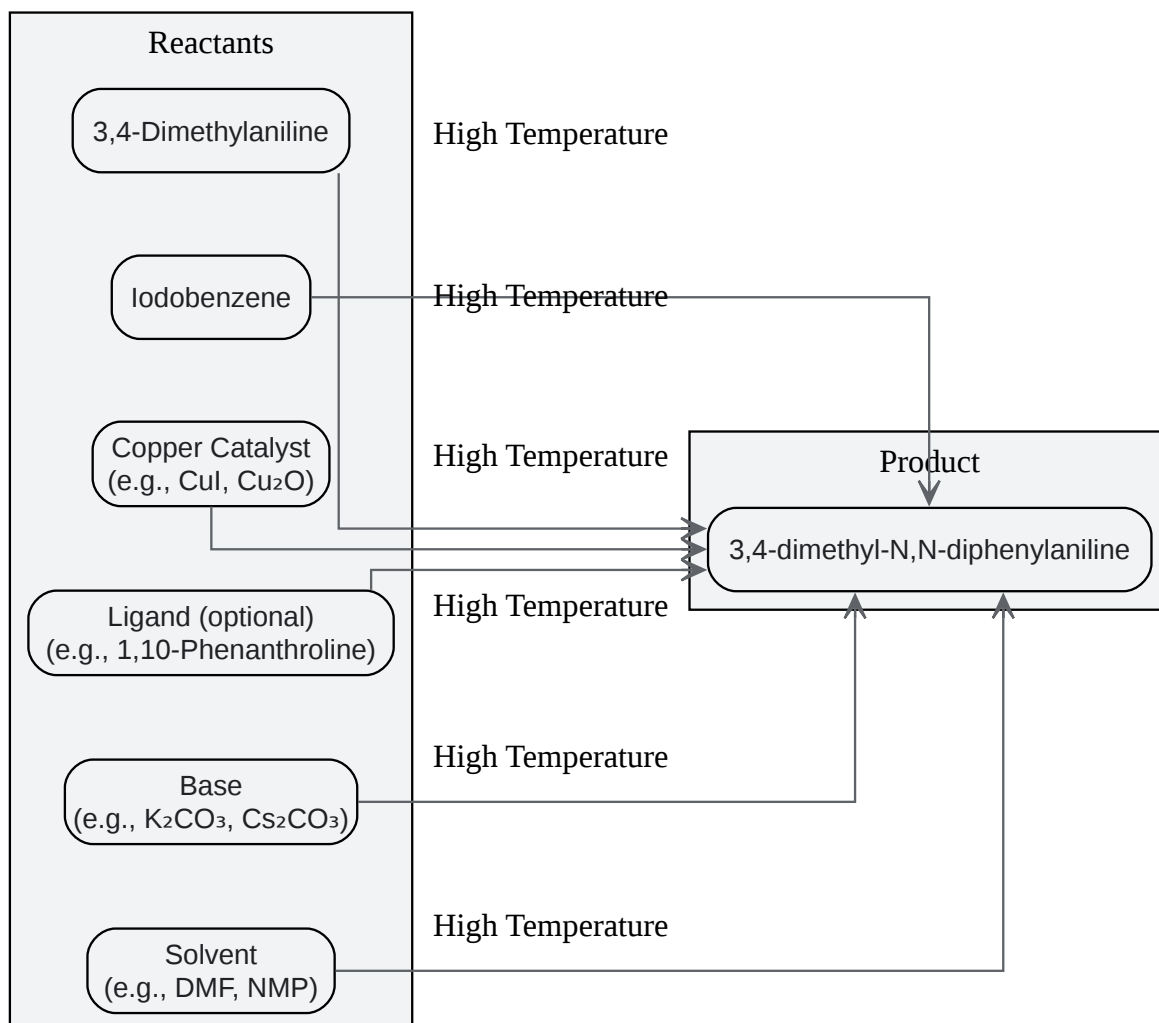 Reactants
3,4-Dimethylaniline
High Temperature
Iodobenzene
High Temperature
Copper Catalyst
(e.g., CuI, Cu₂O)
High Temperature
Product
3,4-dimethyl-N,N-diphenylaniline
Ligand (optional)
(e.g., 1,10-Phenanthroline)
High Temperature
Base
(e.g., K₂CO₃, Cs₂CO₃)
High Temperature
Solvent
(e.g., DMF, NMP)
High Temperature